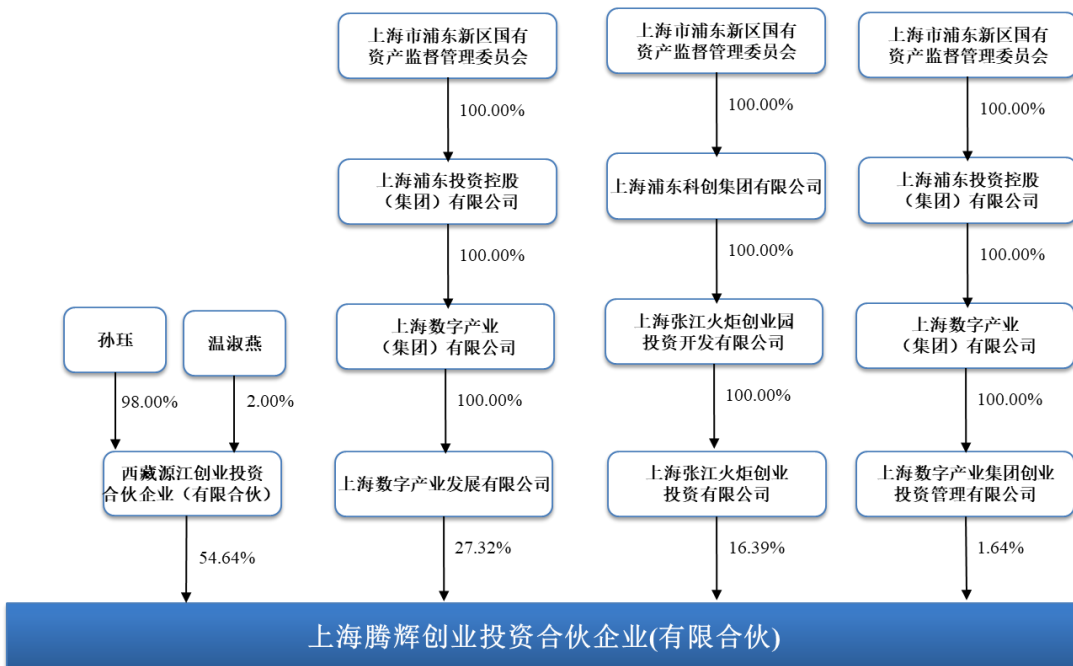 上海市浦东新区国有
资产监督管理委员会
上海市浦东新区国有
资产监督管理委员会
上海市浦东新区国有
资产监督管理委员会
100.00%
100.00%
100.00%
上海浦东投资控股
（集团）有限公司
上海浦东科创集团有限公司
上海浦东投资控股
（集团）有限公司
100.00%
100.00%
100.00%
孙珏
温淑燕
上海数字产业
（集团）有限公司
上海张江火炬创业园
投资开发有限公司
上海数字产业
（集团）有限公司
98.00%
2.00%
100.00%
100.00%
100.00%
西藏源江创业投资
合伙企业（有限合伙）
上海数字产业发展有限公司
上海张江火炬创业
投资有限公司
上海数字产业集团创业
投资管理有限公司
54.64%
27.32%
16.39%
1.64%
上海腾辉创业投资合伙企业(有限合伙)